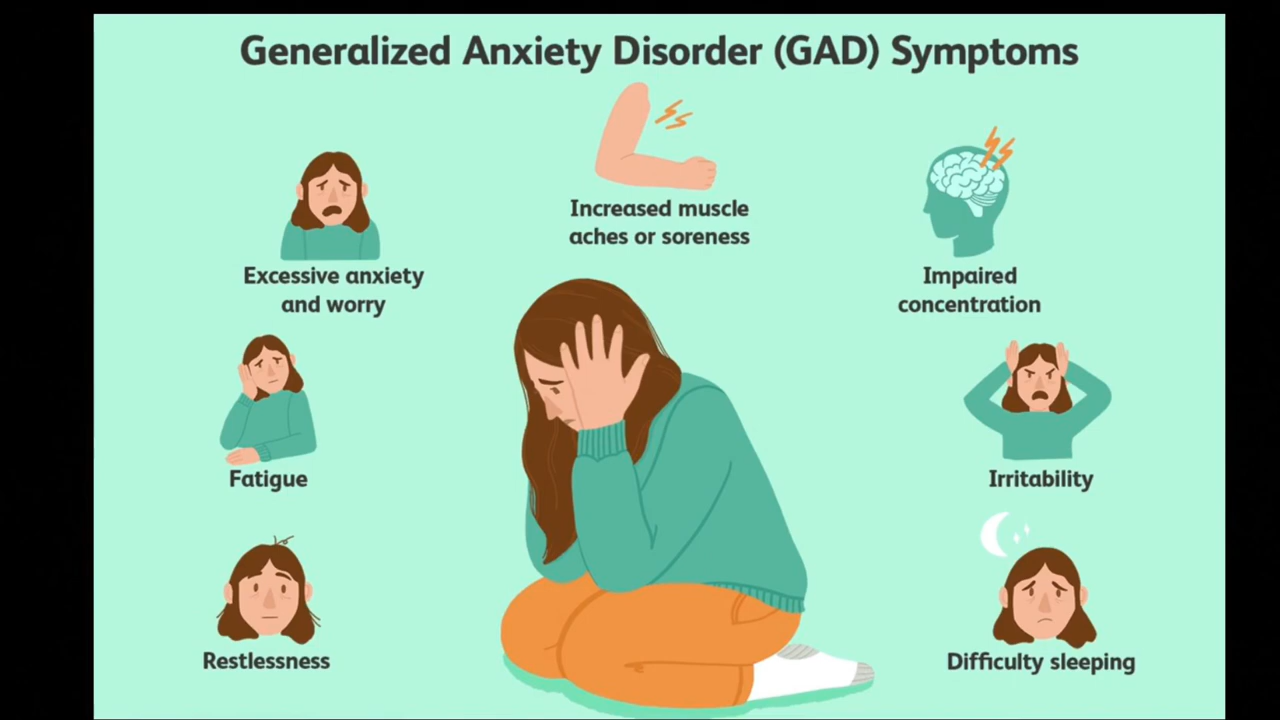 Generalized Anxiety Disorder (GAD) Symptoms
Increased muscle
aches or soreness
Excessive anxiety
and worry
Impaired
concentration
Fatigue
Irritability
Restlessness
Difficulty sleeping